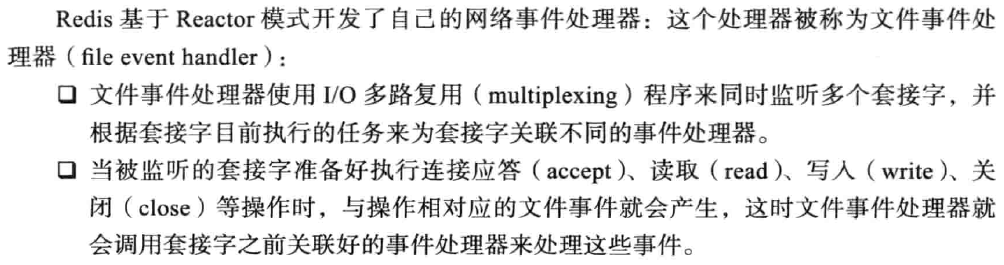 Redis 基于 Reactor 模式开发了自己的网络事件处理器：这个处理器被称为文件事件处
理器（file event handler）：
❑ 文件事件处理器使用 I/O 多路复用（multiplexing）程序来同时监听多个套接字，并
根据套接字目前执行的任务来为套接字关联不同的事件处理器。
❑ 当被监听的套接字准备好执行连接应答（accept）、读取（read）、写入（write）、关
闭（close）等操作时，与操作相对应的文件事件就会产生，这时文件事件处理器就
会调用套接字之前关联好的事件处理器来处理这些事件。